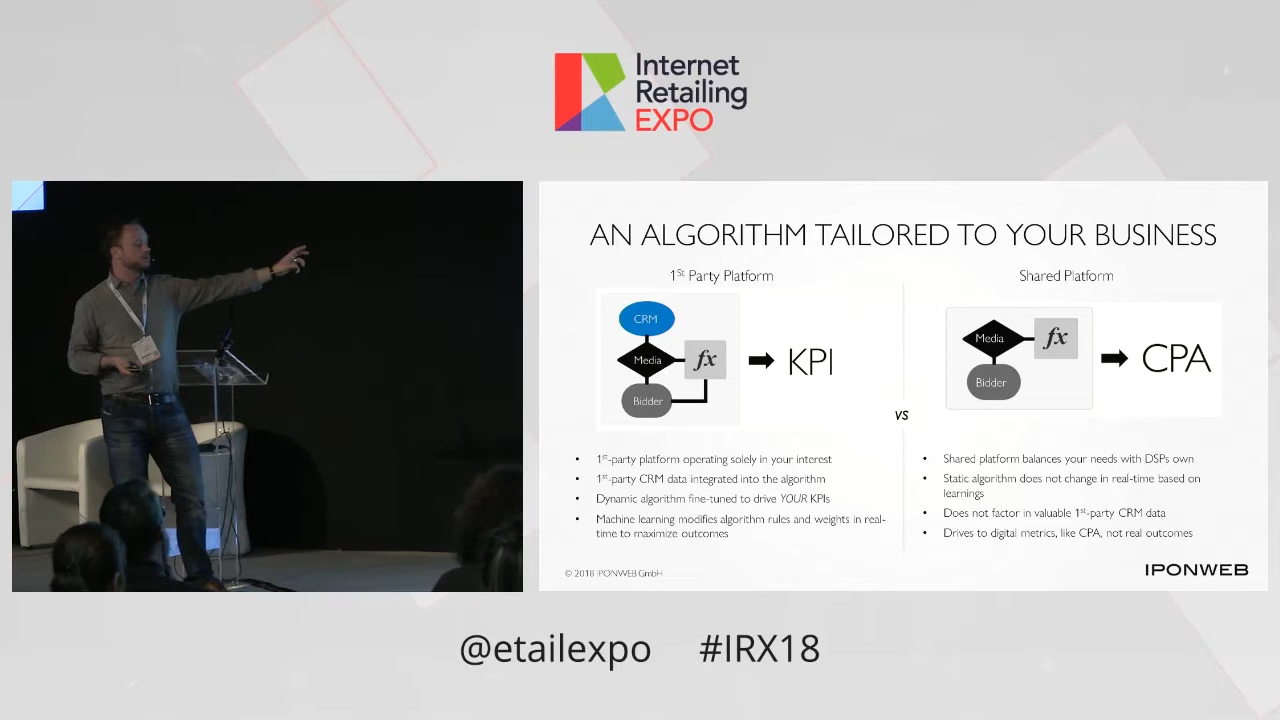 Internet
Retailing
EXPO
AN ALGORITHM TAILORED TO YOUR BUSINESS
1St Party Platform
CRM
Media
fx
KPI
Bidder
• 1st-party platform operating solely in your interest
• 1st-party CRM data integrated into the algorithm
• Dynamic algorithm fine-tuned to drive YOUR KPIs
• Machine learning modifies algorithm rules and weights in real-
time to maximize outcomes
vs
Shared Platform
Media
fx
CPA
Bidder
• Shared platform balances your needs with DSPs own
• Static algorithm does not change in real-time based on
learnings
• Does not factor in valuable 1st-party CRM data
• Drives to digital metrics, like CPA, not real outcomes
© 2018 IPONWEB GmbH
IPONWEB
@etailexpo #IRX18